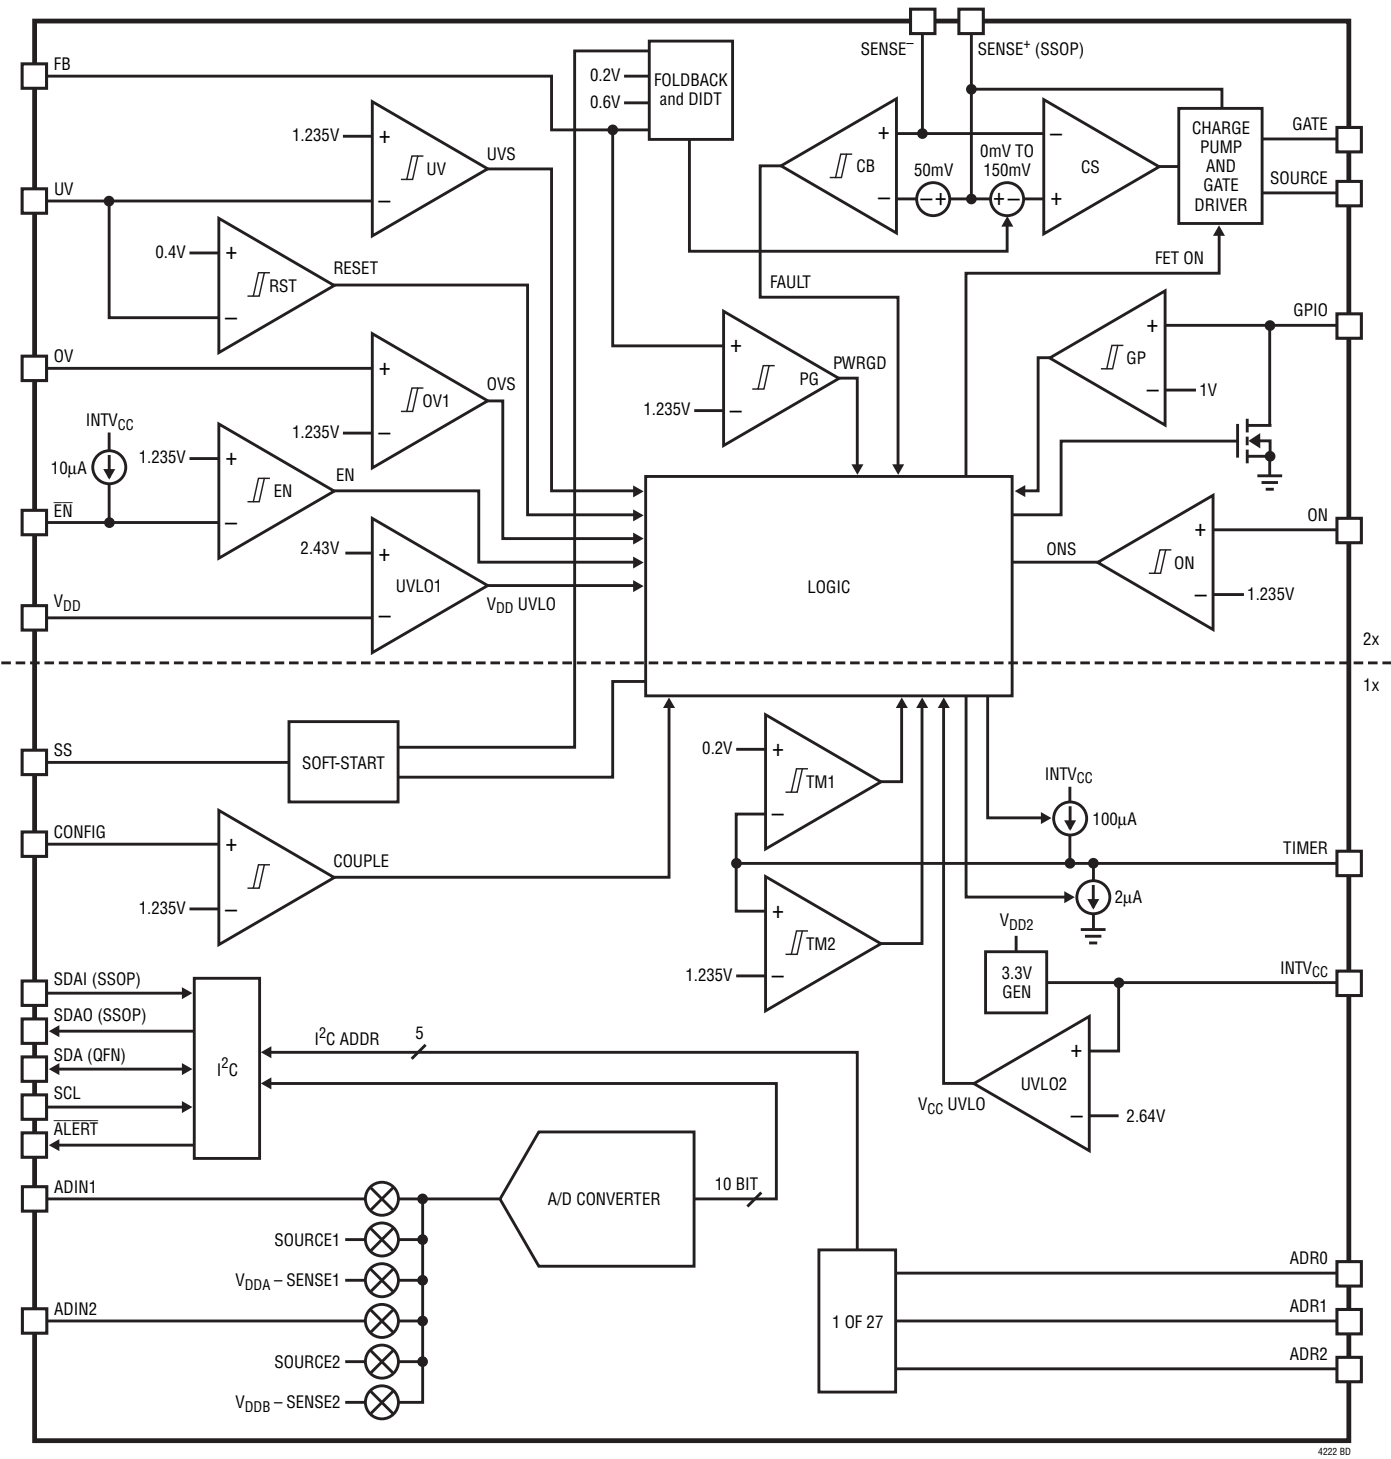 SENSE–
SENSE+ (SSOP)
FB
0.2V
0.6V
FOLDBACK
and DIDT
1.235V
+
UV
–
UVS
UV
+
CB
–
50mV
– +
0mV TO
150mV
+ –
–
CS
+
CHARGE
PUMP
AND
GATE
DRIVER
GATE
SOURCE
0.4V
+
RST
–
RESET
FAULT
FET ON
OV
+
OV1
–
OVS
1.235V
+
PG
–
1.235V
PWRGD
+
GP
–
1V
GPIO
INTVCC
10µA
1.235V
+
EN
–
EN
EN
2.43V
+
UVLO1
–
VDD
VDD UVLO
LOGIC
ONS
+
ON
–
1.235V
ON
2x
1x
SS
SOFT-START
0.2V
+
TM1
–
INTVCC
100µA
CONFIG
+
–
1.235V
COUPLE
TIMER
+
TM2
–
1.235V
2µA
VDD2
3.3V
GEN
INTVCC
SDAI (SSOP)
SDAO (SSOP)
SDA (QFN)
SCL
ALERT
I2C
I2C ADDR
5
+
UVLO2
–
VCC UVLO
2.64V
ADIN1
SOURCE1
VDDA – SENSE1
ADIN2
SOURCE2
VDDB – SENSE2
A/D CONVERTER
10 BIT
1 OF 27
ADR0
ADR1
ADR2
4222 BD